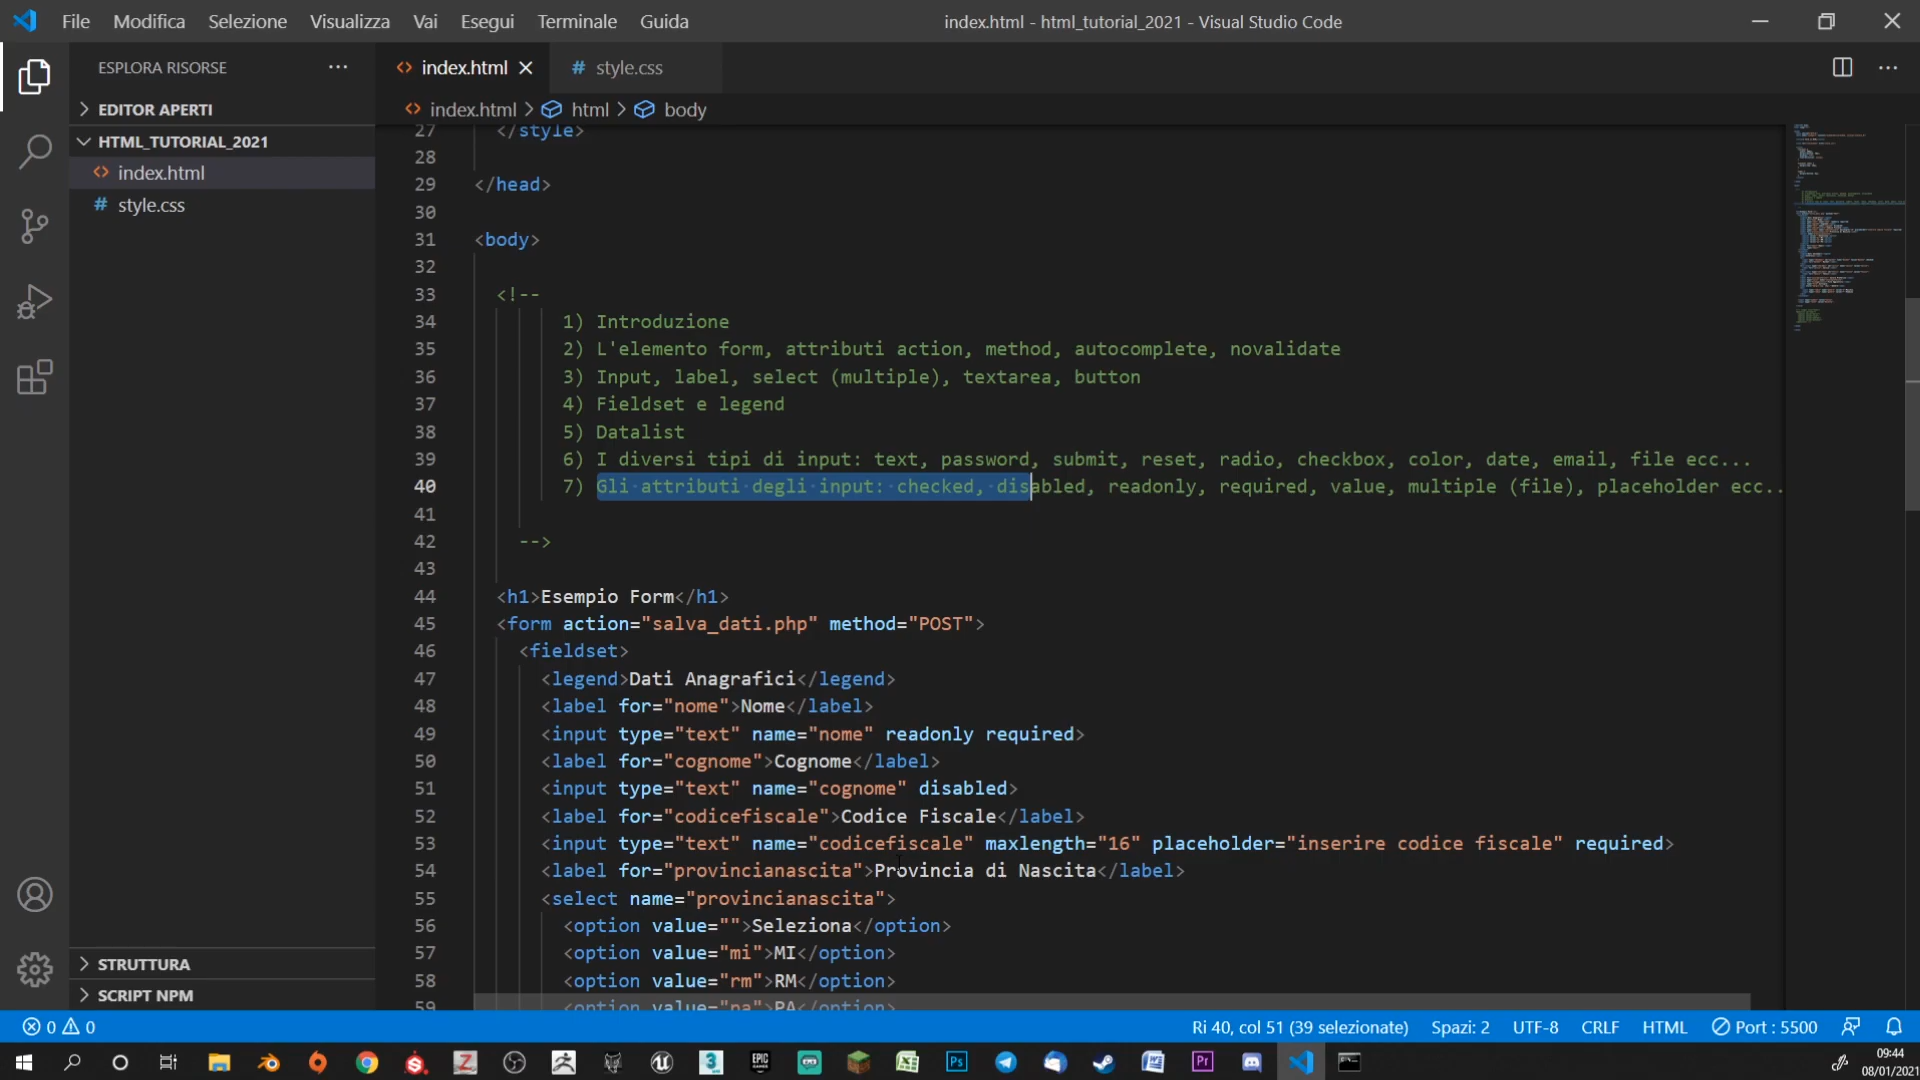 File Modifica Selezione Visualizza Vai Esegui Terminale Guida
index.html - html_tutorial_2021 - Visual Studio Code
ESPLORA RISORSE
EDITOR APERTI
HTML_TUTORIAL_2021
index.html
style.css
STRUTTURA
SCRIPT NPM
index.html
style.css
index.html > html > body
27 </style>
28
29 </head>
30
31 <body>
32
33 <!--
34 1) Introduzione
35 2) L'elemento form, attributi action, method, autocomplete, novalidate
36 3) Input, label, select (multiple), textarea, button
37 4) Fieldset e legend
38 5) Datalist
39 6) I diversi tipi di input: text, password, submit, reset, radio, checkbox, color, date, email, file ecc...
40 7) Gli attributi degli input: checked, disabled, readonly, required, value, multiple (file), placeholder ecc..
41
42 -->
43
44 <h1>Esempio Form</h1>
45 <form action="salva_dati.php" method="POST">
46 <fieldset>
47 <legend>Dati Anagrafici</legend>
48 <label for="nome">Nome</label>
49 <input type="text" name="nome" readonly required>
50 <label for="cognome">Cognome</label>
51 <input type="text" name="cognome" disabled>
52 <label for="codicefiscale">Codice Fiscale</label>
53 <input type="text" name="codicefiscale" maxlength="16" placeholder="inserire codice fiscale" required>
54 <label for="provincianascita">Provincia di Nascita</label>
55 <select name="provincianascita">
56 <option value="">Seleziona</option>
57 <option value="mi">MI</option>
58 <option value="rm">RM</option>
59 <option value="pa">PA</option>
0 0
Ri 40, col 51 (39 selezionate) Spazi: 2 UTF-8 CRLF HTML Port : 5500
09:44
08/01/2021